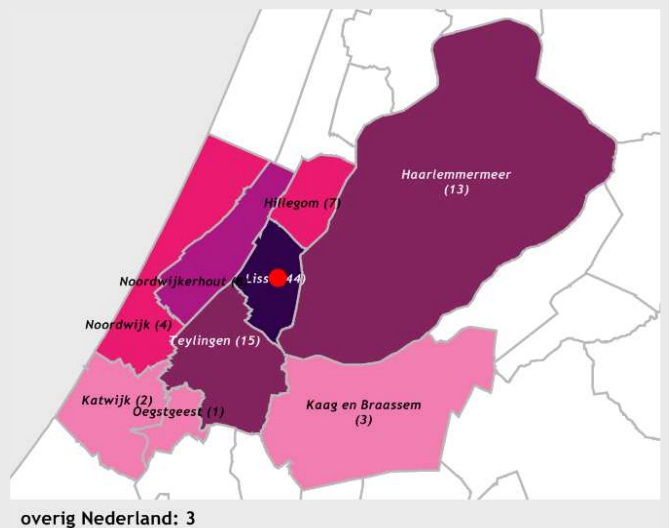 Haarlemmermeer
(13)
Hillegom (7)
Noordwijkerhout
44)
Noordwijk (4)
Teylingen (15)
Katwijk (2)
Oegstgeest (1)
Kaag en Braassem
(3)
overig Nederland: 3